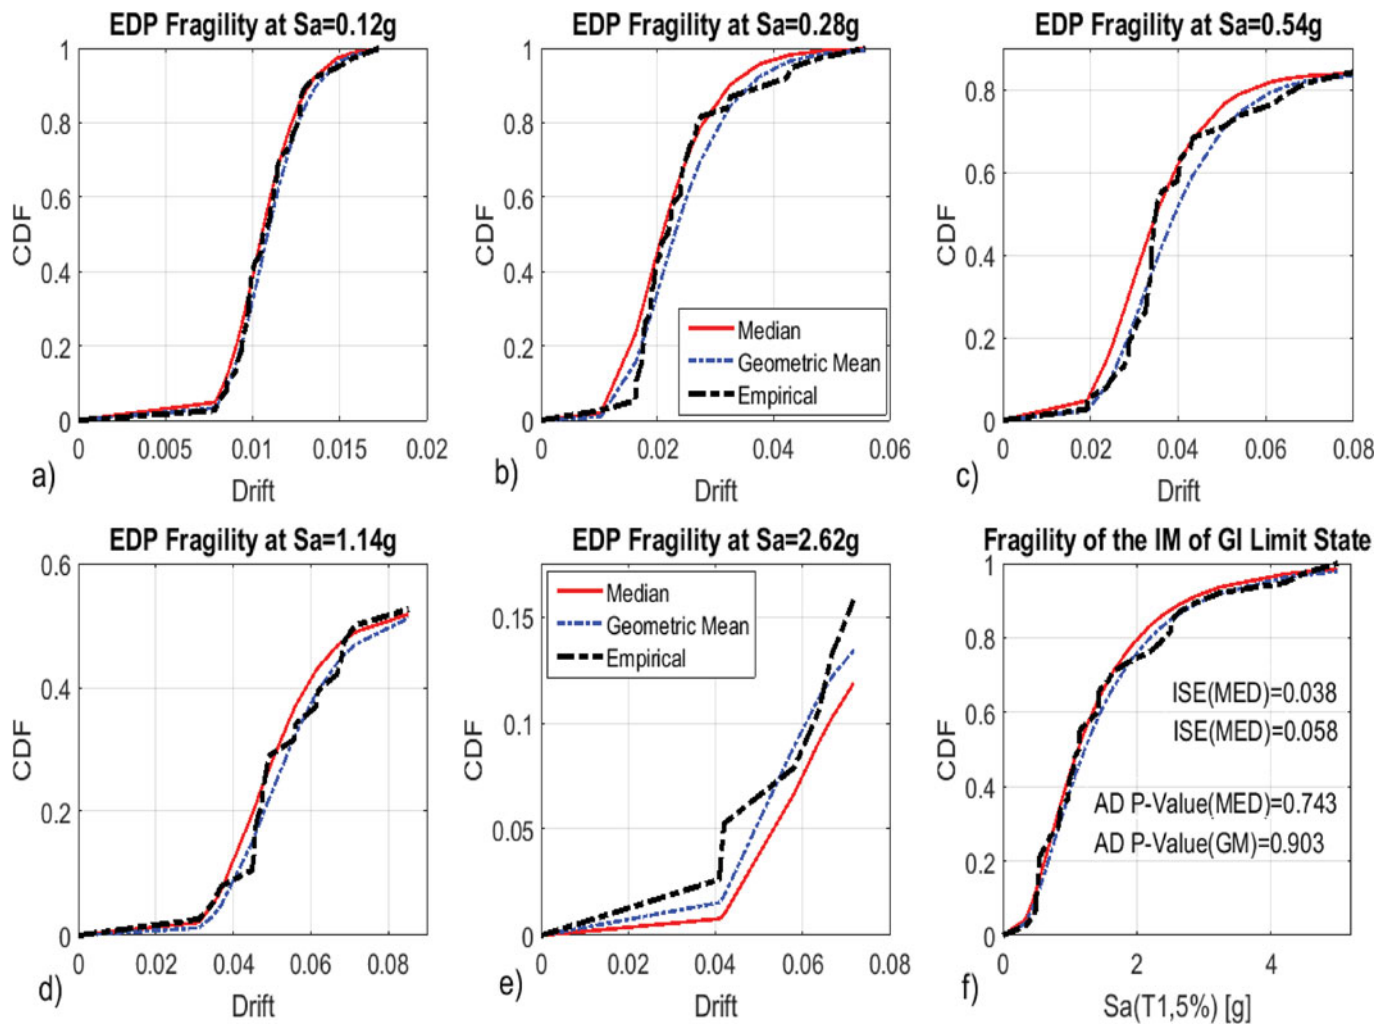 EDP Fragility at Sa=0.12g
1
0.8
0.6
0.4
0.2
0
CDF
0
0.005
0.01
0.015
0.02
Drift
a)
EDP Fragility at Sa=0.28g
1
0.8
0.6
0.4
0.2
0
CDF
Median
Geometric Mean
Empirical
0
0.02
0.04
0.06
Drift
b)
EDP Fragility at Sa=0.54g
0.8
0.6
0.4
0.2
0
CDF
0
0.02
0.04
0.06
0.08
Drift
c)
EDP Fragility at Sa=1.14g
0.6
0.4
0.2
0
CDF
0
0.02
0.04
0.06
0.08
Drift
d)
EDP Fragility at Sa=2.62g
0.15
0.1
0.05
0
CDF
Median
Geometric Mean
Empirical
0
0.02
0.04
0.06
0.08
Drift
e)
Fragility of the IM of GI Limit State
1
0.8
0.6
0.4
0.2
0
CDF
ISE(MED)=0.038
ISE(MED)=0.058
AD P-Value(MED)=0.743
AD P-Value(GM)=0.903
0
2
4
Sa(T1,5%) [g]
f)